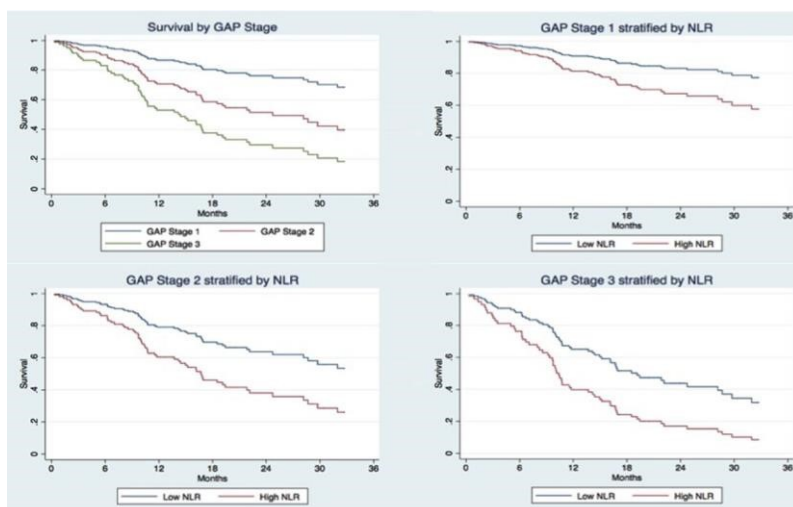 Survival by GAP Stage
Survival
1
.8
.6
.4
.2
0
0 6 12 18 24 30 36
Months
GAP Stage 1 GAP Stage 2
GAP Stage 3
GAP Stage 1 stratified by NLR
Survival
1
.8
.6
.4
.2
0
0 6 12 18 24 30 36
Months
Low NLR High NLR
GAP Stage 2 stratified by NLR
Survival
1
.8
.6
.4
.2
0
0 6 12 18 24 30 36
Months
Low NLR High NLR
GAP Stage 3 stratified by NLR
Survival
1
.8
.6
.4
.2
0
0 6 12 18 24 30 36
Months
Low NLR High NLR